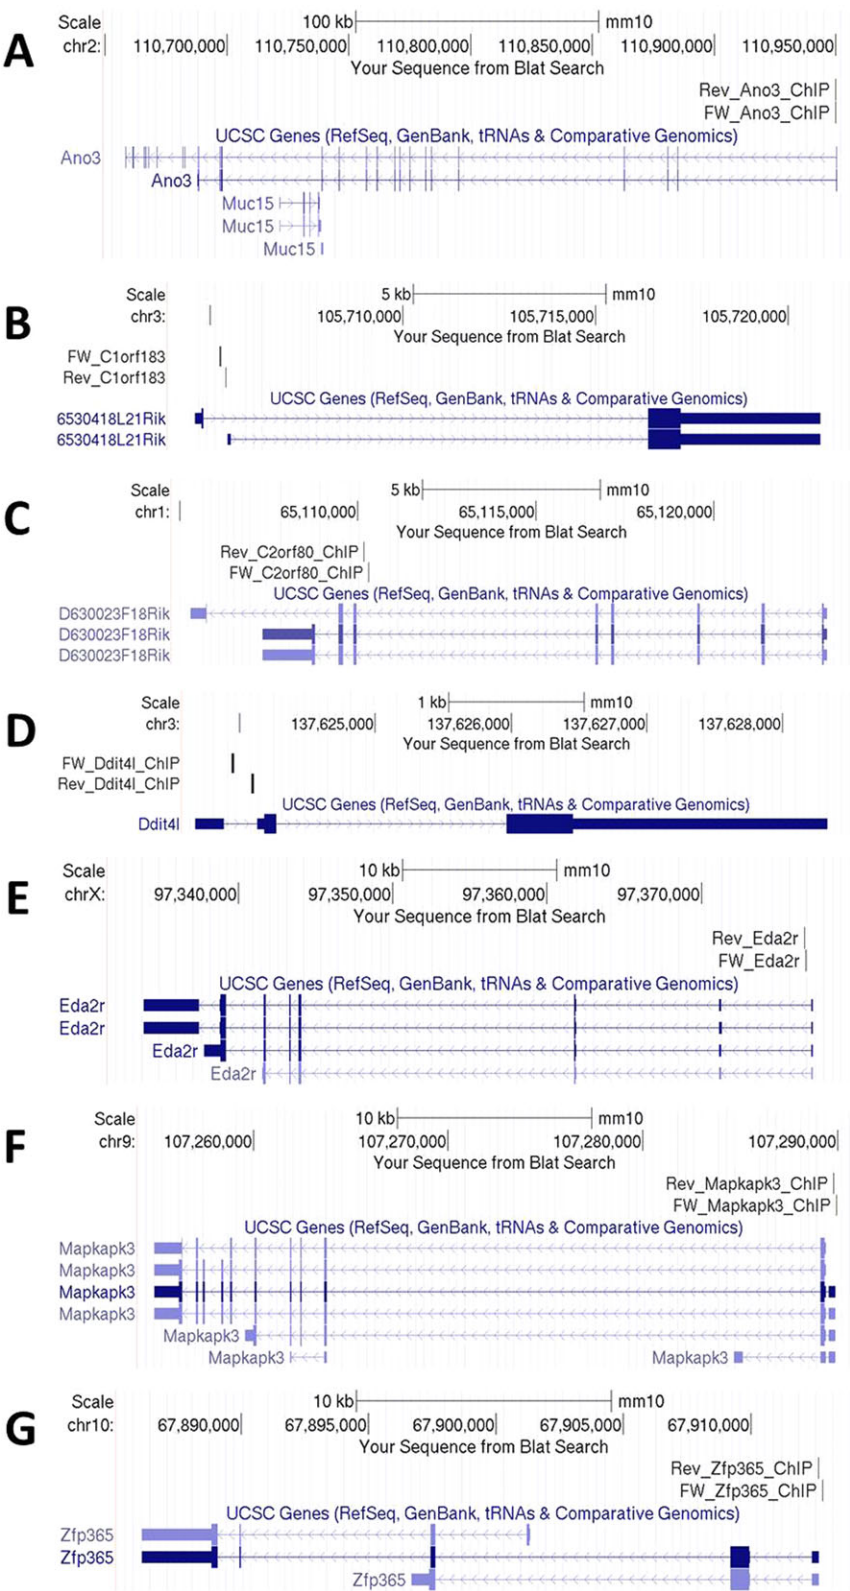 A
Scale 100 kb mm10
chr2: 110,700,000 110,750,000 110,800,000 110,850,000 110,900,000 110,950,000
Your Sequence from Blat Search
Rev_Ano3_ChIP
FW_Ano3_ChIP
UCSC Genes (RefSeq, GenBank, tRNAs & Comparative Genomics)
Ano3
Ano3
Muc15
Muc15
Muc15
B
Scale 5 kb mm10
chr3: 105,710,000 105,715,000 105,720,000
Your Sequence from Blat Search
FW_C1orf183
Rev_C1orf183
UCSC Genes (RefSeq, GenBank, tRNAs & Comparative Genomics)
6530418L21Rik
6530418L21Rik
C
Scale 5 kb mm10
chr1: 65,110,000 65,115,000 65,120,000
Your Sequence from Blat Search
Rev_C2orf80_ChIP
FW_C2orf80_ChIP
UCSC Genes (RefSeq, GenBank, tRNAs & Comparative Genomics)
D630023F18Rik
D630023F18Rik
D630023F18Rik
D
Scale 1 kb mm10
chr3: 137,625,000 137,626,000 137,627,000 137,628,000
Your Sequence from Blat Search
FW_Ddit4l_ChIP
Rev_Ddit4l_ChIP
UCSC Genes (RefSeq, GenBank, tRNAs & Comparative Genomics)
Ddit4l
E
Scale 10 kb mm10
chrX: 97,340,000 97,350,000 97,360,000 97,370,000
Your Sequence from Blat Search
Rev_Eda2r
FW_Eda2r
UCSC Genes (RefSeq, GenBank, tRNAs & Comparative Genomics)
Eda2r
Eda2r
Eda2r
Eda2r
F
Scale 10 kb mm10
chr9: 107,260,000 107,270,000 107,280,000 107,290,000
Your Sequence from Blat Search
Rev_Mapkapk3_ChIP
FW_Mapkapk3_ChIP
UCSC Genes (RefSeq, GenBank, tRNAs & Comparative Genomics)
Mapkapk3
Mapkapk3
Mapkapk3
Mapkapk3
Mapkapk3
Mapkapk3 Mapkapk3
G
Scale 10 kb mm10
chr10: 67,890,000 67,895,000 67,900,000 67,905,000 67,910,000
Your Sequence from Blat Search
Rev_Zfp365_ChIP
FW_Zfp365_ChIP
UCSC Genes (RefSeq, GenBank, tRNAs & Comparative Genomics)
Zfp365
Zfp365
Zfp365